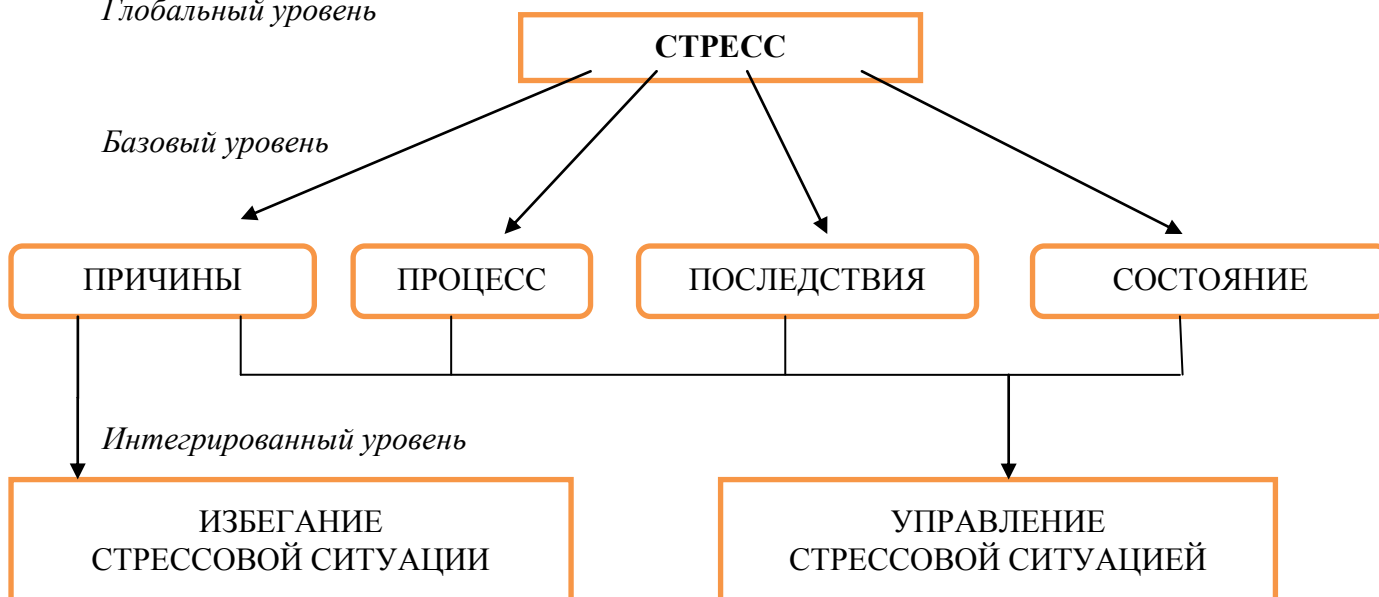 Глобальный уровень
СТРЕСС
Базовый уровень
ПРИЧИНЫ
ПРОЦЕСС
ПОСЛЕДСТВИЯ
СОСТОЯНИЕ
Интегрированный уровень
ИЗБЕГАНИЕ
СТРЕССОВОЙ СИТУАЦИИ
УПРАВЛЕНИЕ
СТРЕССОВОЙ СИТУАЦИЕЙ